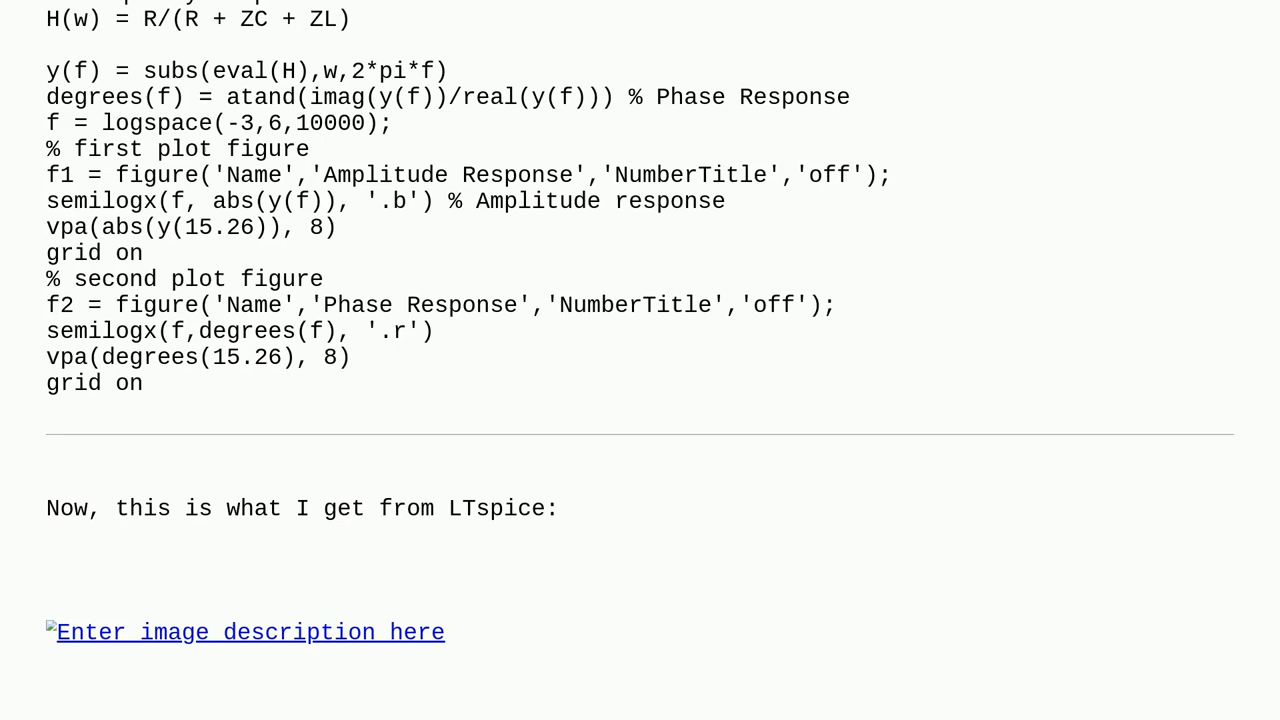 H(w) = R/(R + ZC + ZL)
y(f) = subs(eval(H),w,2*pi*f)
degrees(f) = atand(imag(y(f))/real(y(f))) % Phase Response
f = logspace(-3,6,10000);
% first plot figure
f1 = figure('Name','Amplitude Response','NumberTitle','off');
semilogx(f, abs(y(f)), '.b') % Amplitude response
vpa(abs(y(15.26)), 8)
grid on
% second plot figure
f2 = figure('Name','Phase Response','NumberTitle','off');
semilogx(f,degrees(f), '.r')
vpa(degrees(15.26), 8)
grid on
Now, this is what I get from LTspice:
Enter image description here